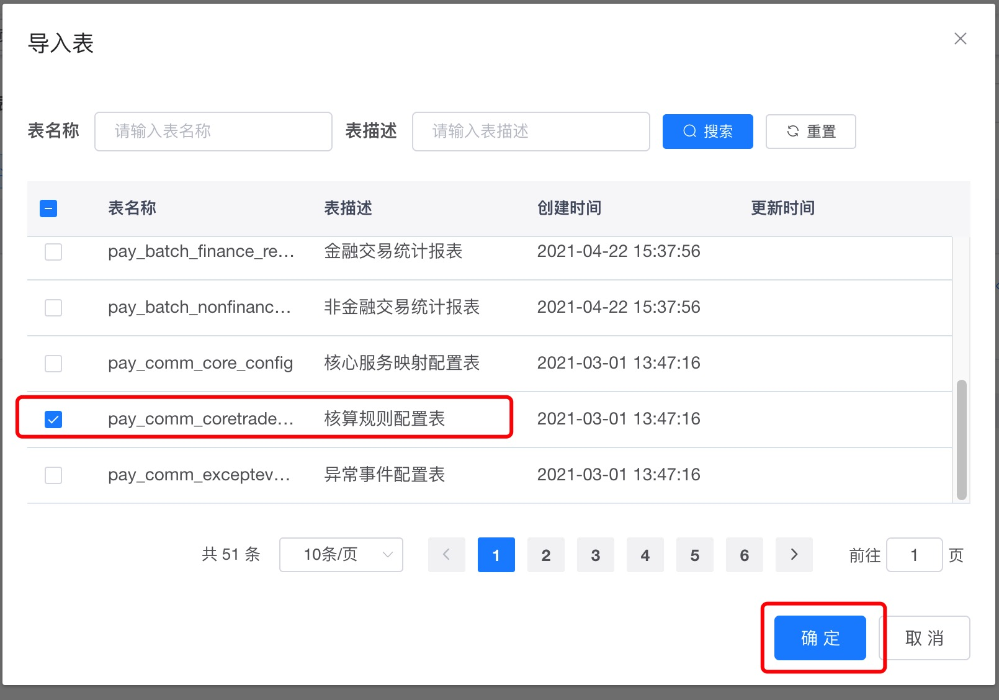 导入表
表名称 请输入表名称 表描述 请输入表描述 搜索 重置
表名称 表描述 创建时间 更新时间
pay_batch_finance_re... 金融交易统计报表 2021-04-22 15:37:56
pay_batch_nonfinanc... 非金融交易统计报表 2021-04-22 15:37:56
pay_comm_core_config 核心服务映射配置表 2021-03-01 13:47:16
pay_comm_coretrade... 核算规则配置表 2021-03-01 13:47:16
pay_comm_exceptev... 异常事件配置表 2021-03-01 13:47:16
共 51 条 10条/页 1 2 3 4 5 6 前往 1 页
确 定 取 消